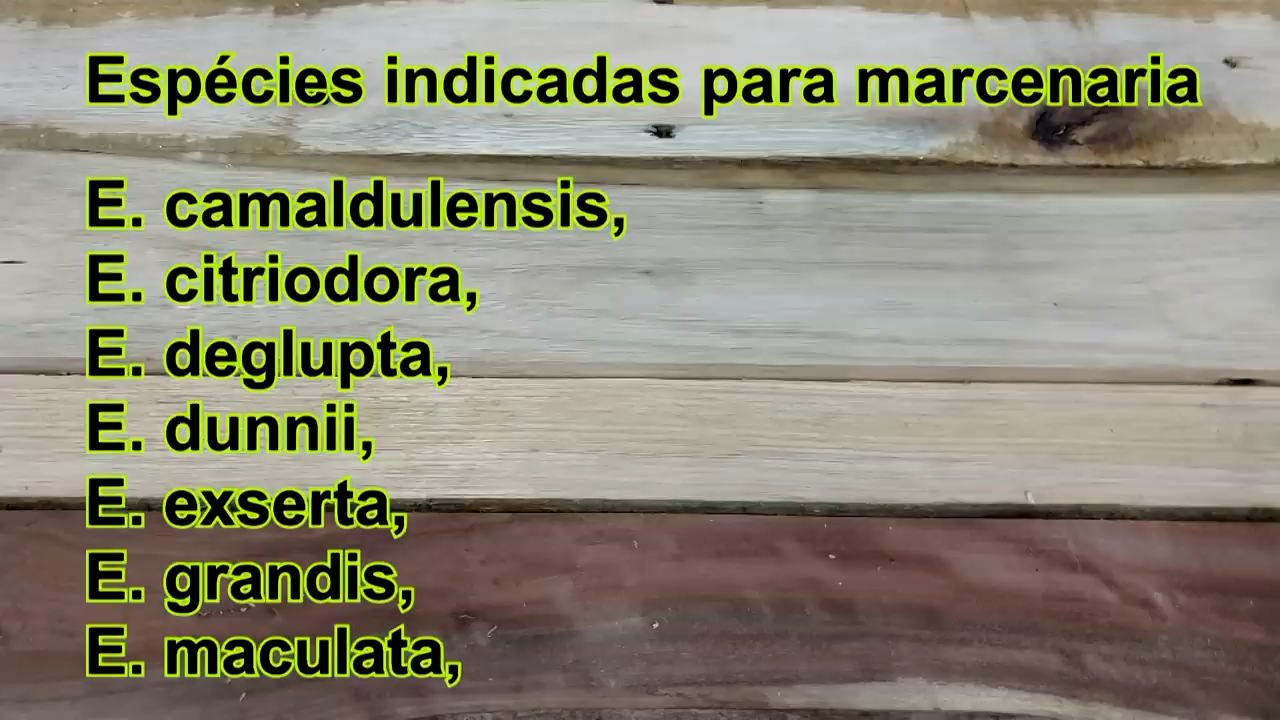 Espécies indicadas para marcenaria
E. camaldulensis,
E. citriodora,
E. deglupta,
E. dunnii,
E. exserta,
E. grandis,
E. maculata,